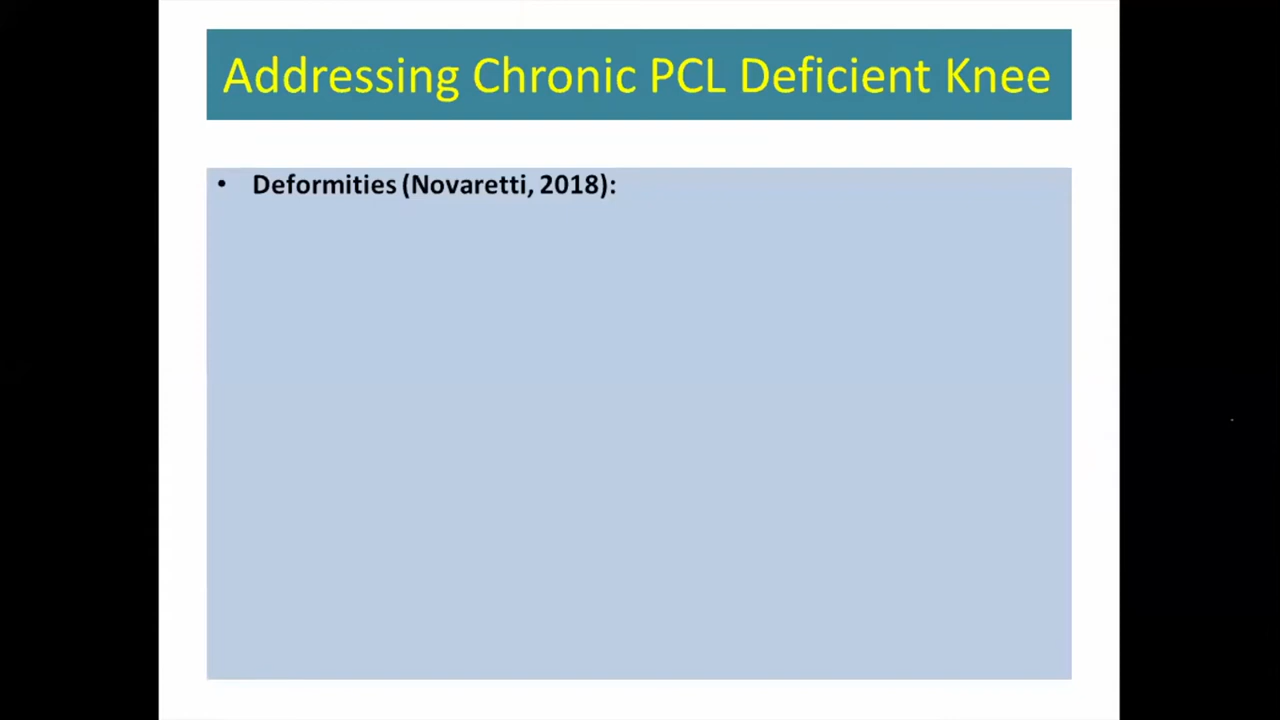 Addressing Chronic PCL Deficient Knee
• Deformities (Novaretti, 2018):